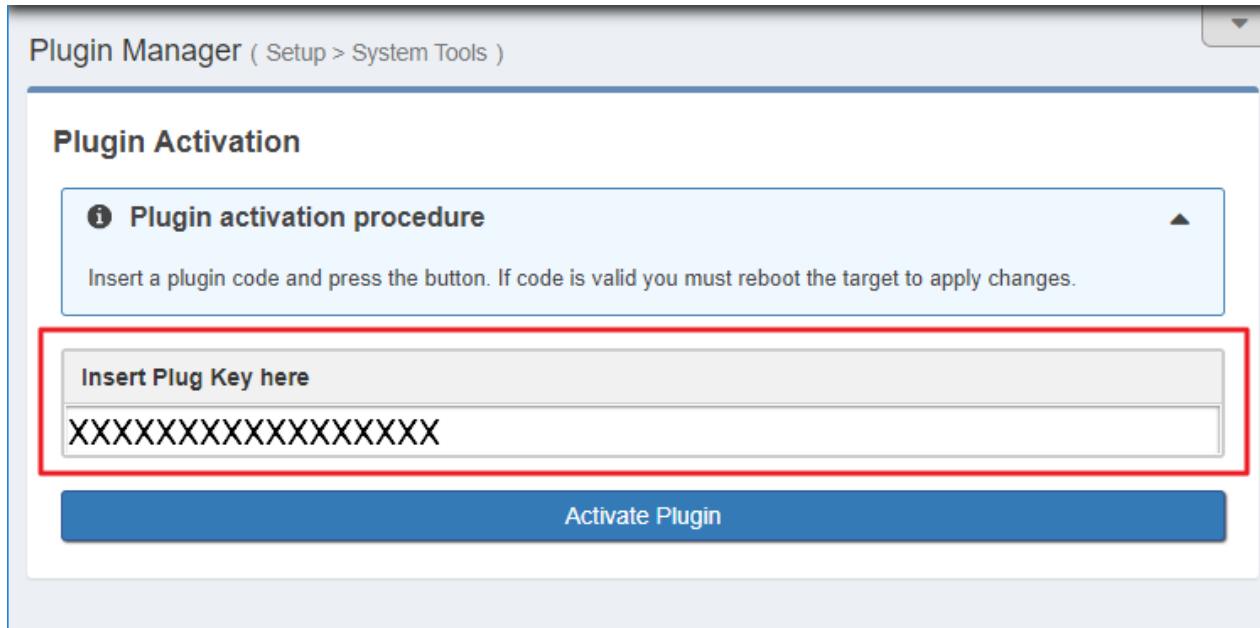 Plugin Manager ( Setup > System Tools )
Plugin Activation
Plugin activation procedure
Insert a plugin code and press the button. If code is valid you must reboot the target to apply changes.
Insert Plug Key here
XXXXXXXXXXXXXXXXX
Activate Plugin